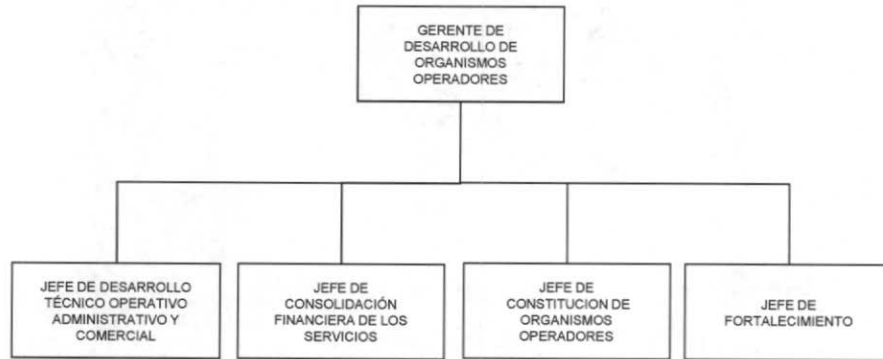 GERENTE DE
DESARROLLO DE
ORGANISMOS
OPERADORES
JEFE DE DESARROLLO
TÉCNICO OPERATIVO
ADMINISTRATIVO Y
COMERCIAL
JEFE DE
CONSOLIDACIÓN
FINANCIERA DE LOS
SERVICIOS
JEFE DE
CONSTITUCION DE
ORGANISMOS
OPERADORES
JEFE DE
FORTALECIMIENTO